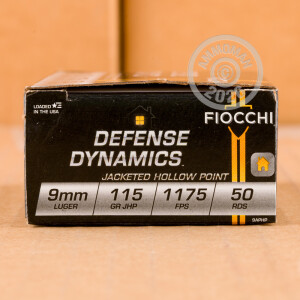 LOADED IN THE USA
FIOCCHI
DEFENSE
DYNAMICS
JACKETED HOLLOW POINT
9mm 115 1175 50
LUGER GR JHP FPS RDS
9APHP